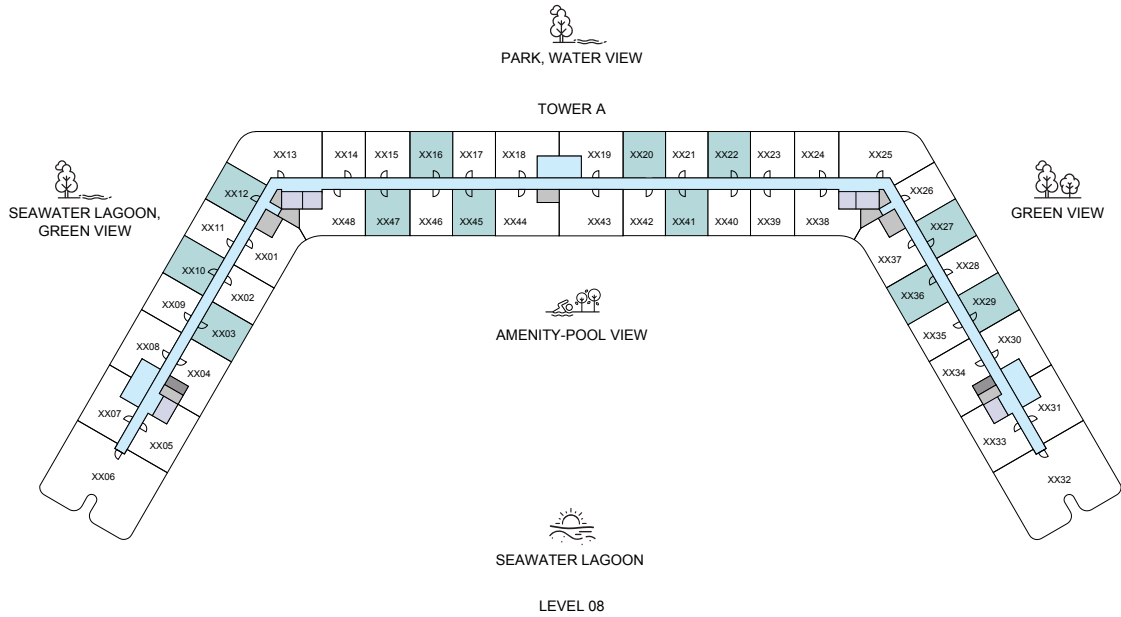 PARK, WATER VIEW
TOWER A
XX13 XX14 XX15 XX16 XX17 XX18 XX19 XX20 XX21 XX22 XX23 XX24 XX25
XX12
XX26
SEAWATER LAGOON,
GREEN VIEW
GREEN VIEW
XX48 XX47 XX46 XX45 XX44 XX43 XX42 XX41 XX40 XX39 XX38
XX11
XX27
XX01
XX37
XX10
XX28
XX02
XX36
XX09
XX29
XX03
XX35
AMENITY-POOL VIEW
XX08
XX30
XX04
XX34
XX07
XX31
XX05
XX33
XX06
XX32
SEAWATER LAGOON
LEVEL 08